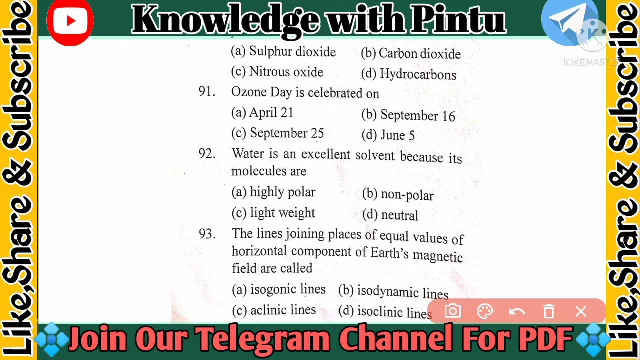 Knowledge with Pintu
KINEMASTER
Like,Share & Subscribe
(a) Sulphur dioxide (b) Carbon dioxide
(c) Nitrous oxide (d) Hydrocarbons
91. Ozone Day is celebrated on
(a) April 21 (b) September 16
(c) September 25 (d) June 5
92. Water is an excellent solvent because its
molecules are
(a) highly polar (b) non-polar
(c) light weight (d) neutral
93. The lines joining places of equal values of
horizontal component of Earth's magnetic
field are called
(a) isogonic lines (b) isodynamic lines
(c) aclinic lines (d) isoclinic lines
Like,Share & Subscribe
Join Our Telegram Channel For PDF